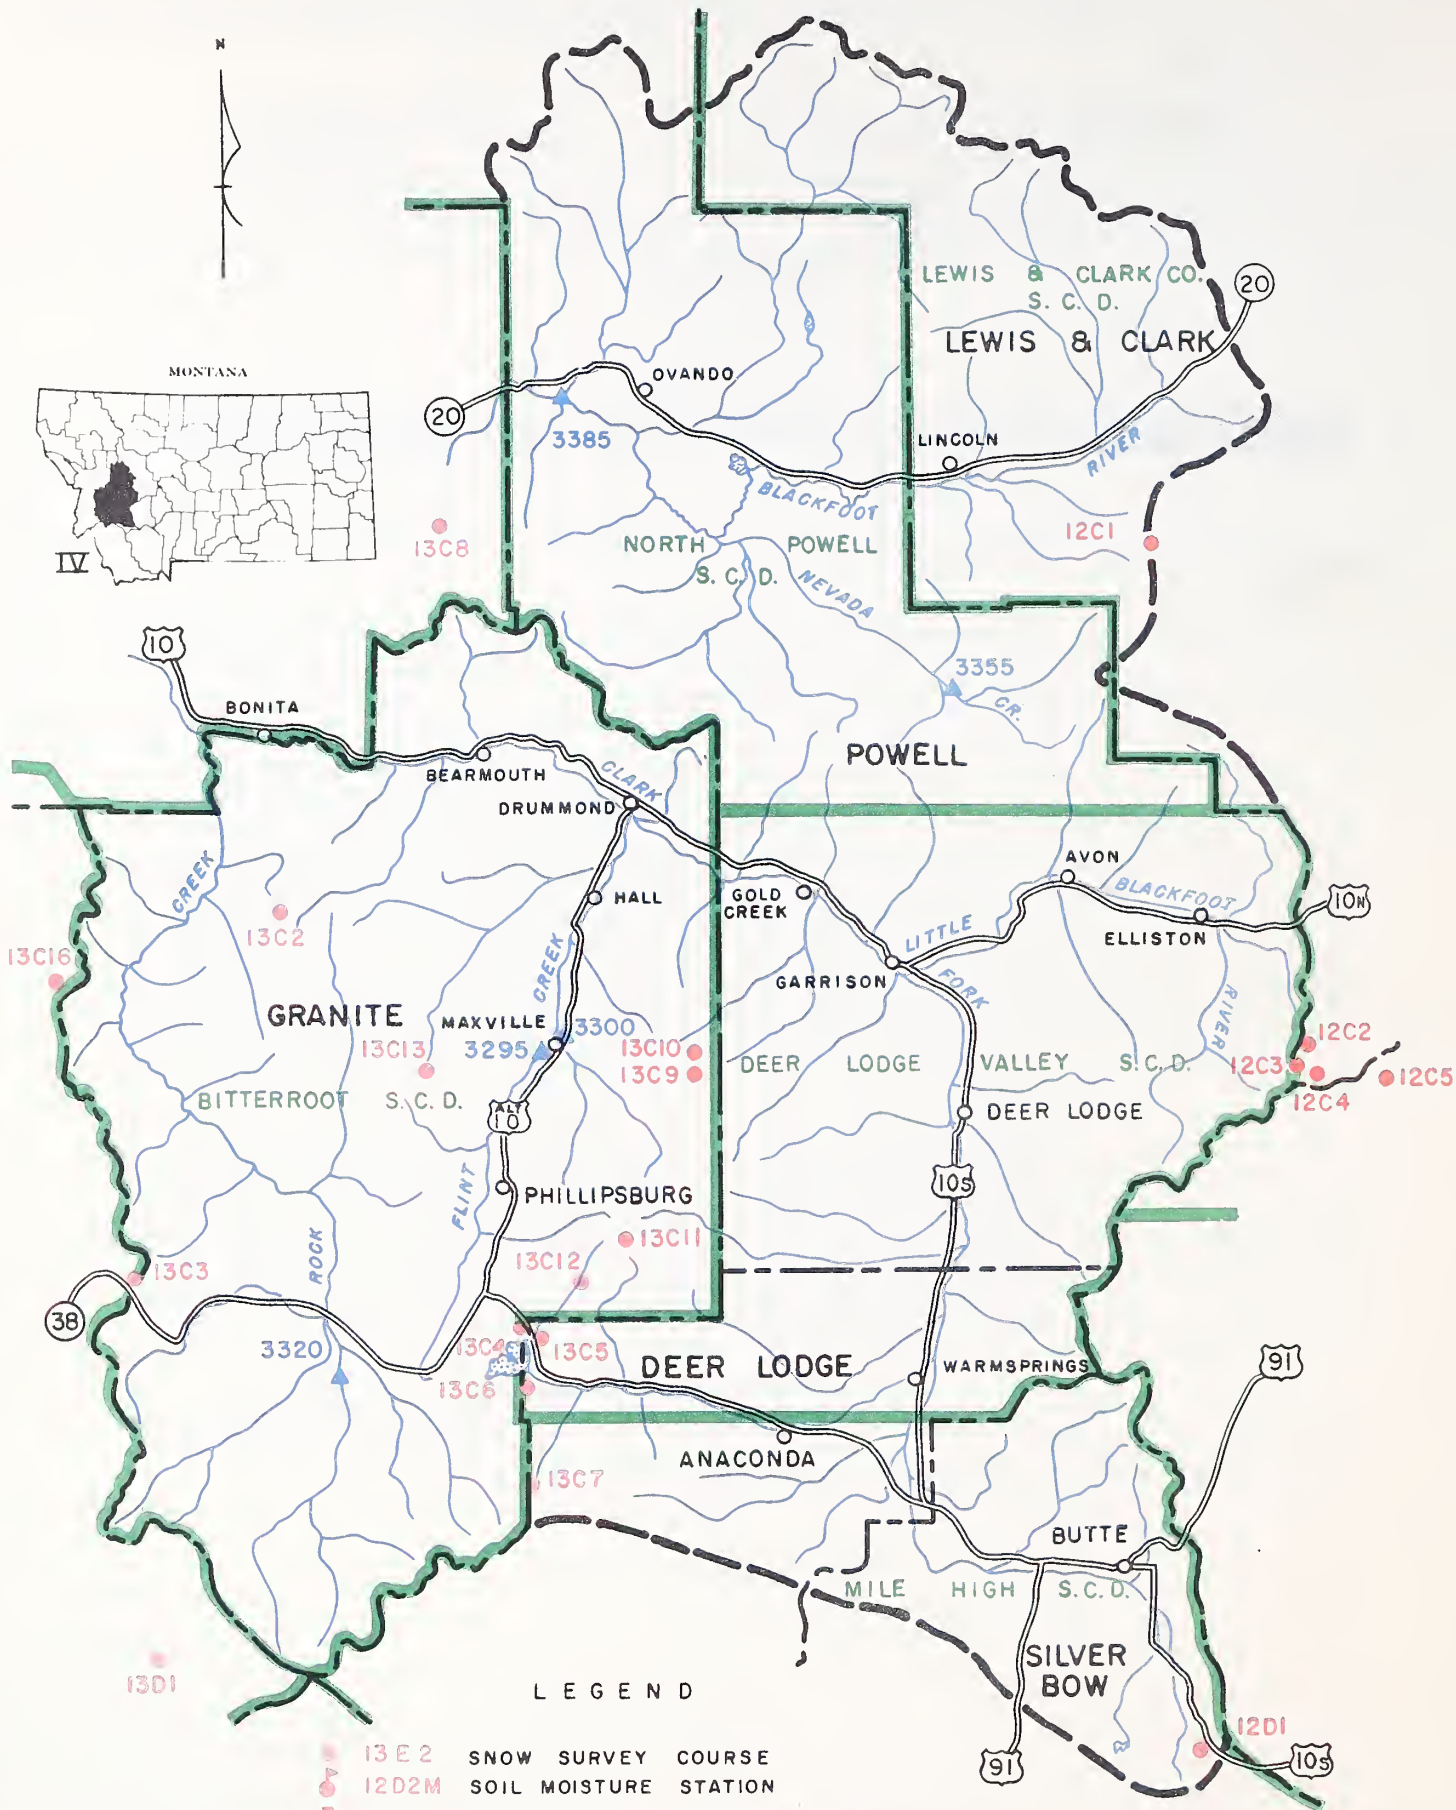 N
MONTANA
IV
LEWIS & CLARK CO.
S. C. D.
LEWIS & CLARK
20
20
OVANDO
3385
LINCOLN
RIVER
BLACKFOOT
13C8
12C1
NORTH POWELL
S. C. D.
NEVADA
3355
CR.
10
BONITA
BEARMOUTH
DRUMMOND
CLARK
POWELL
AVON
BLACKFOOT
10N
ELLISTON
HALL
GOLD
CREEK
LITTLE
GARRISON
FORK
RIVER
CREEK
13C2
13C16
CREEK
GRANITE
MAXVILLE
3300
3295
13C13
13C10
13C9
12C2
12C3
12C5
12C4
DEER LODGE VALLEY S.C.D.
BITTERROOT S.C.D.
ALT
10
DEER LODGE
10S
FLINT
PHILLIPSBURG
ROCK
13C11
13C12
13C3
38
3320
13C4
13C5
13C6
DEER LODGE
WARMSPRINGS
91
ANACONDA
13C7
BUTTE
MILE HIGH S.C.D.
SILVER
BOW
13D1
12D1
91
10S
LEGEND
13E2 SNOW SURVEY COURSE
12D2M SOIL MOISTURE STATION